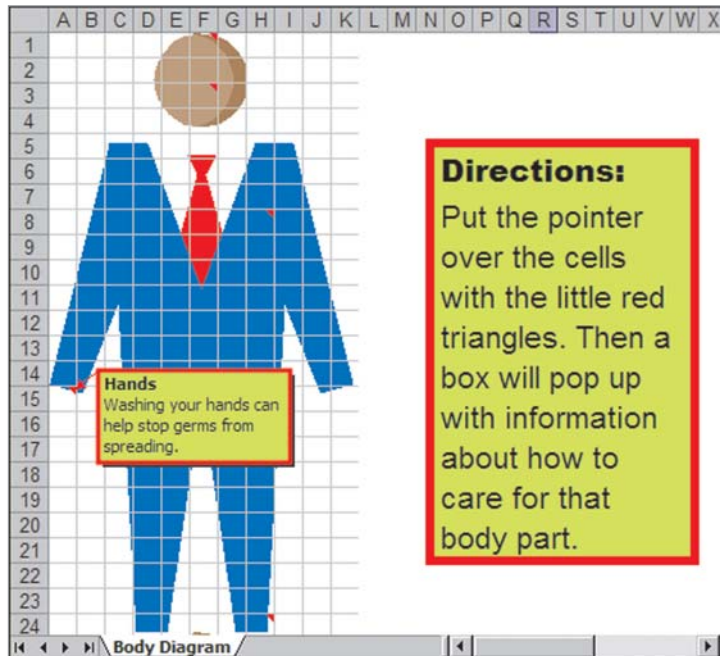 A B C D E F G H I J K L M N O P Q R S T U V W X
1
2
3
4
5
6
7
8
9
10
11
12
13
14
15
16
17
18
19
20
21
22
23
24
Hands
Washing your hands can
help stop germs from
spreading.
Directions:
Put the pointer
over the cells
with the little red
triangles. Then a
box will pop up
with information
about how to
care for that
body part.
Body Diagram